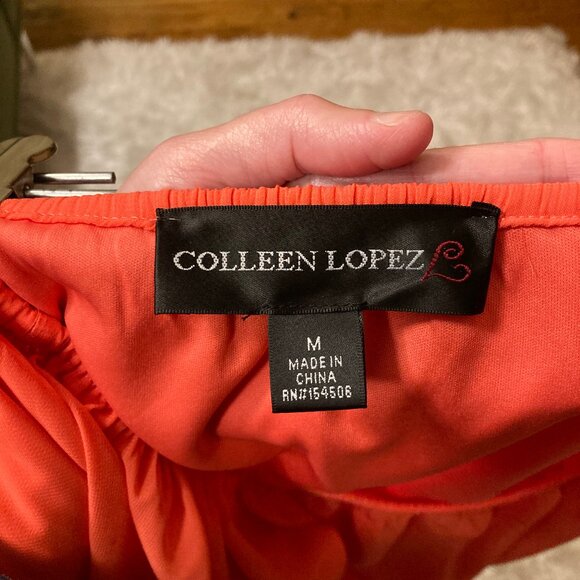 COLLEEN LOPEZ L
M
MADE IN
CHINA
RN#154506